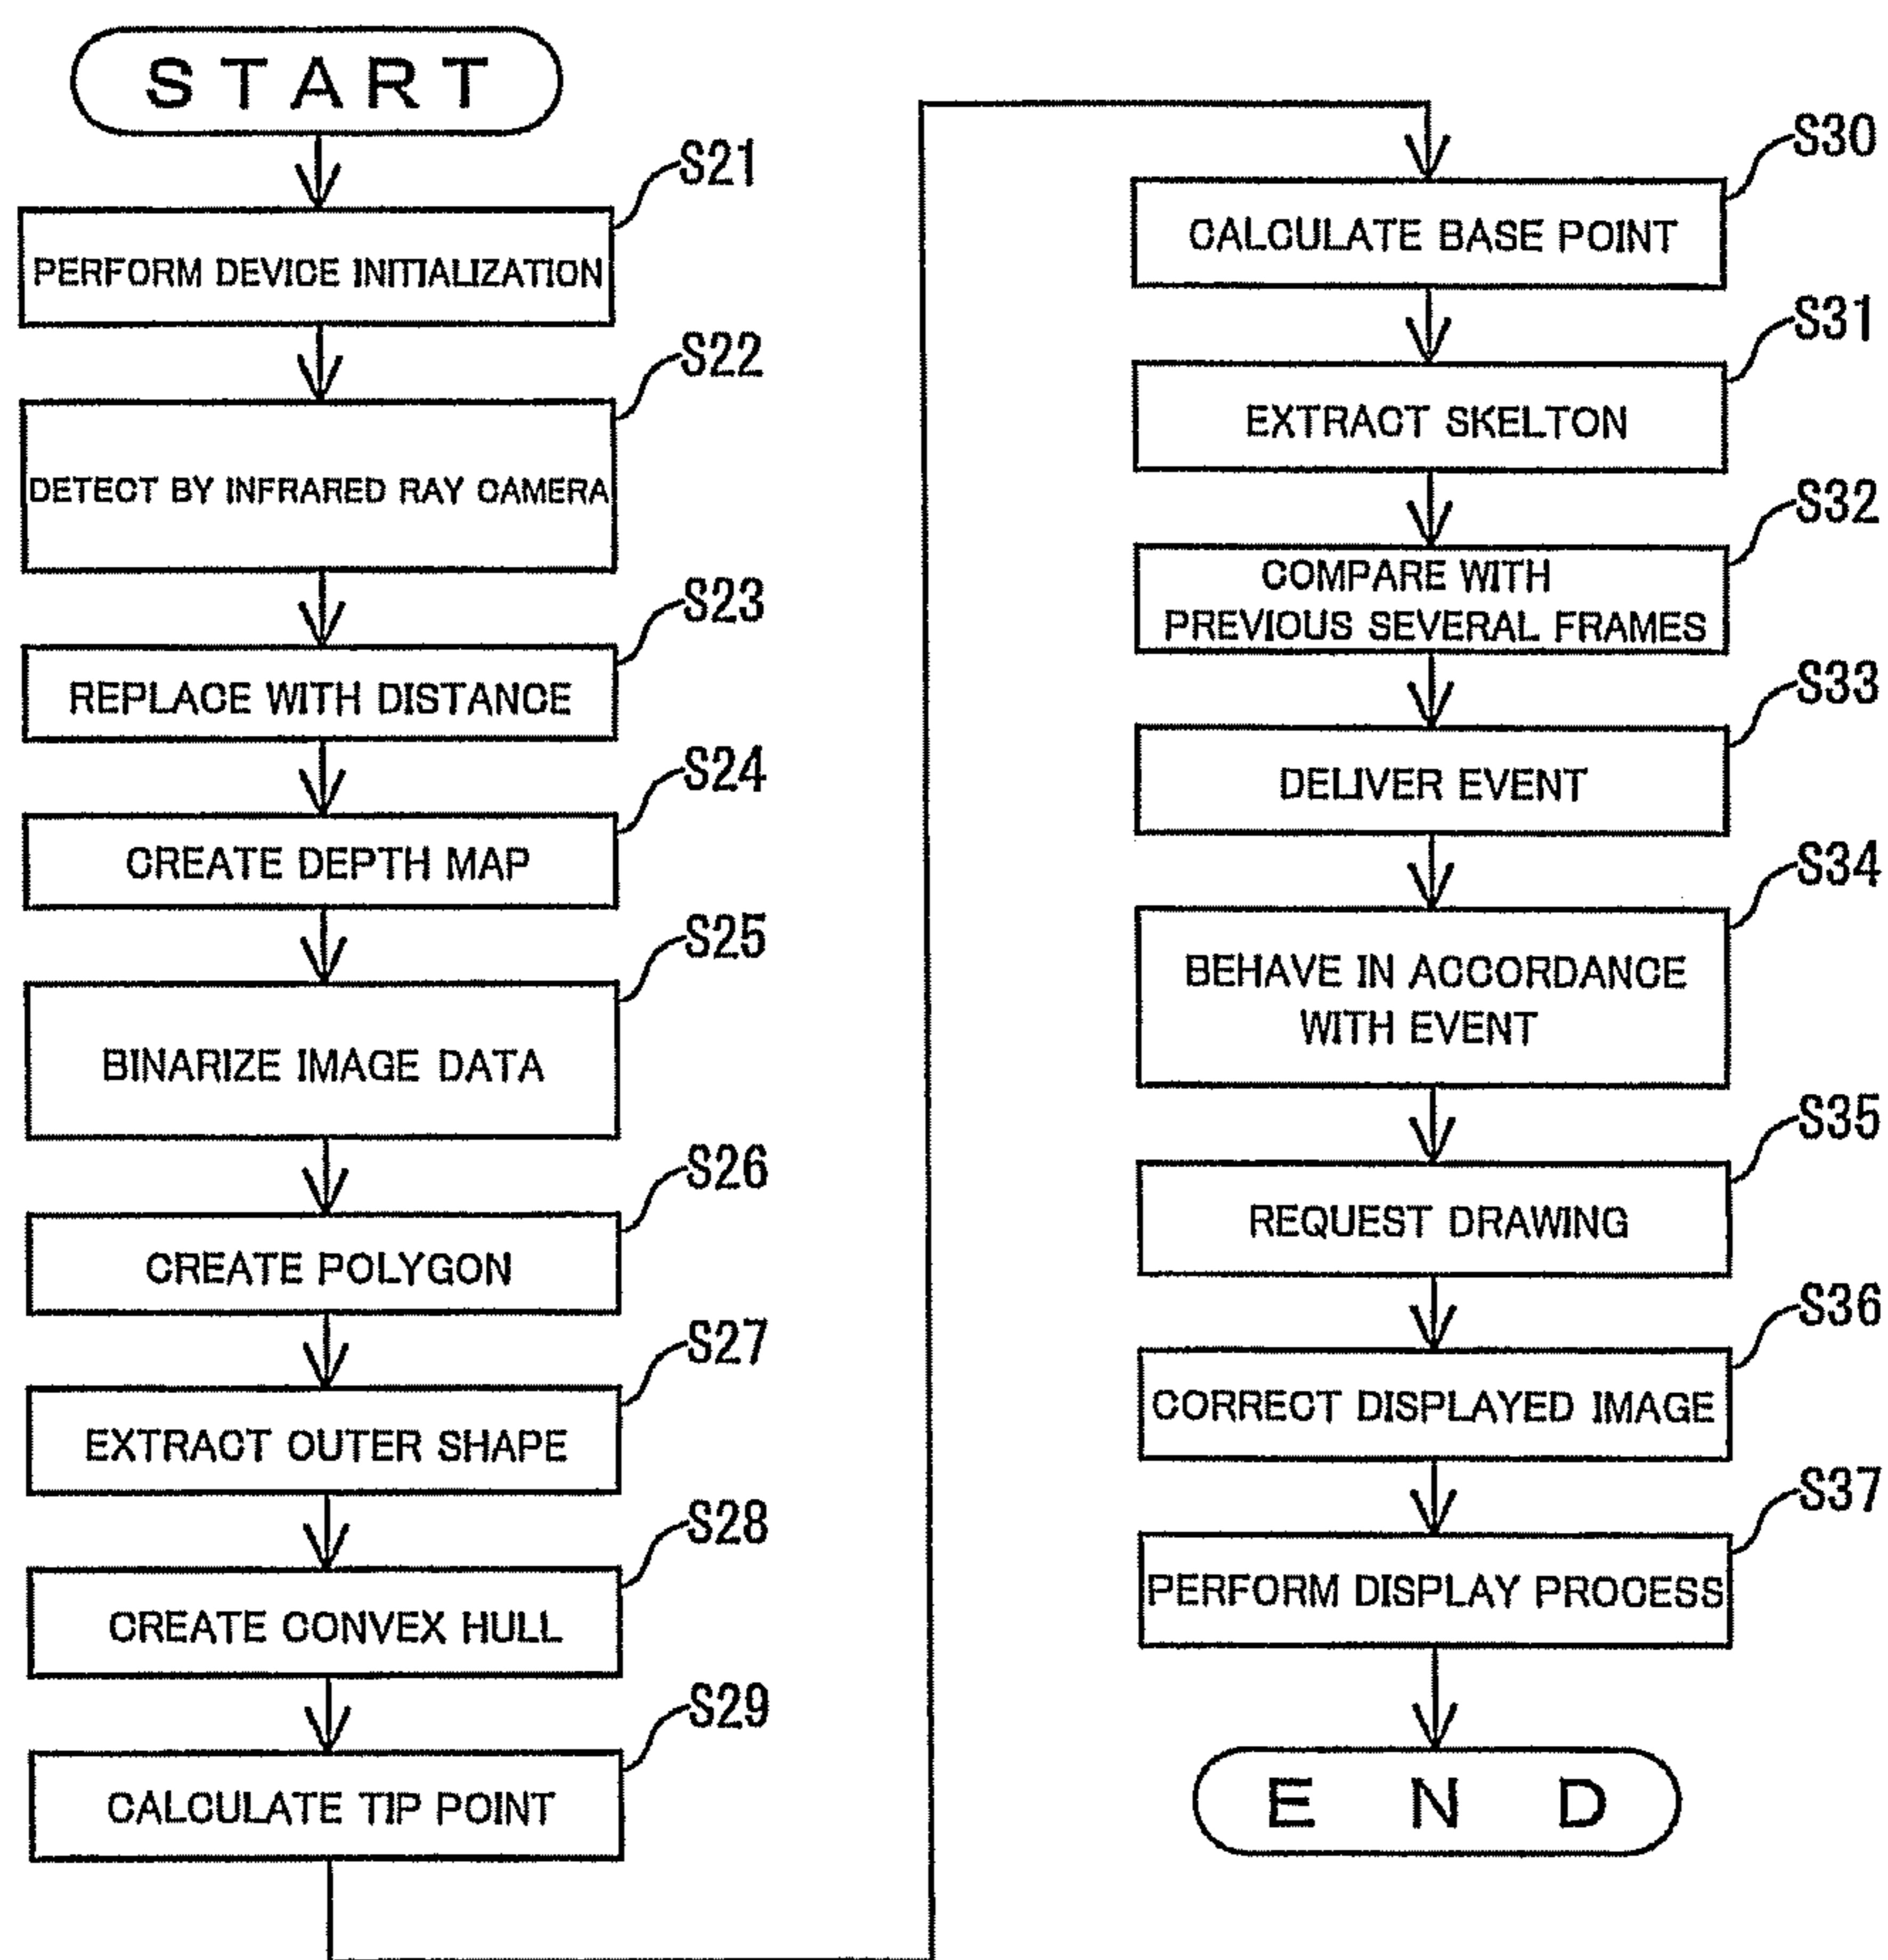 START
S21
PERFORM DEVICE INITIALIZATION
S22
DETECT BY INFRARED RAY CAMERA
S23
REPLACE WITH DISTANCE
S24
CREATE DEPTH MAP
S25
BINARIZE IMAGE DATA
S26
CREATE POLYGON
S27
EXTRACT OUTER SHAPE
S28
CREATE CONVEX HULL
S29
CALCULATE TIP POINT
S30
CALCULATE BASE POINT
S31
EXTRACT SKELTON
S32
COMPARE WITH
PREVIOUS SEVERAL FRAMES
S33
DELIVER EVENT
S34
BEHAVE IN ACCORDANCE
WITH EVENT
S35
REQUEST DRAWING
S36
CORRECT DISPLAYED IMAGE
S37
PERFORM DISPLAY PROCESS
END